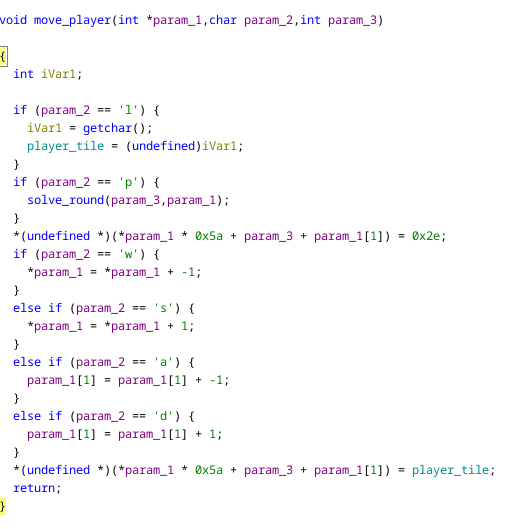 void move_player(int *param_1,char param_2,int param_3)
{
int iVar1;
if (param_2 == 'l') {
iVar1 = getchar();
player_tile = (undefined)iVar1;
}
if (param_2 == 'p') {
solve_round(param_3,param_1);
}
*(undefined *)(*param_1 * 0x5a + param_3 + param_1[1]) = 0x2e;
if (param_2 == 'w') {
*param_1 = *param_1 + -1;
}
else if (param_2 == 's') {
*param_1 = *param_1 + 1;
}
else if (param_2 == 'a') {
param_1[1] = param_1[1] + -1;
}
else if (param_2 == 'd') {
param_1[1] = param_1[1] + 1;
}
*(undefined *)(*param_1 * 0x5a + param_3 + param_1[1]) = player_tile;
return;
}